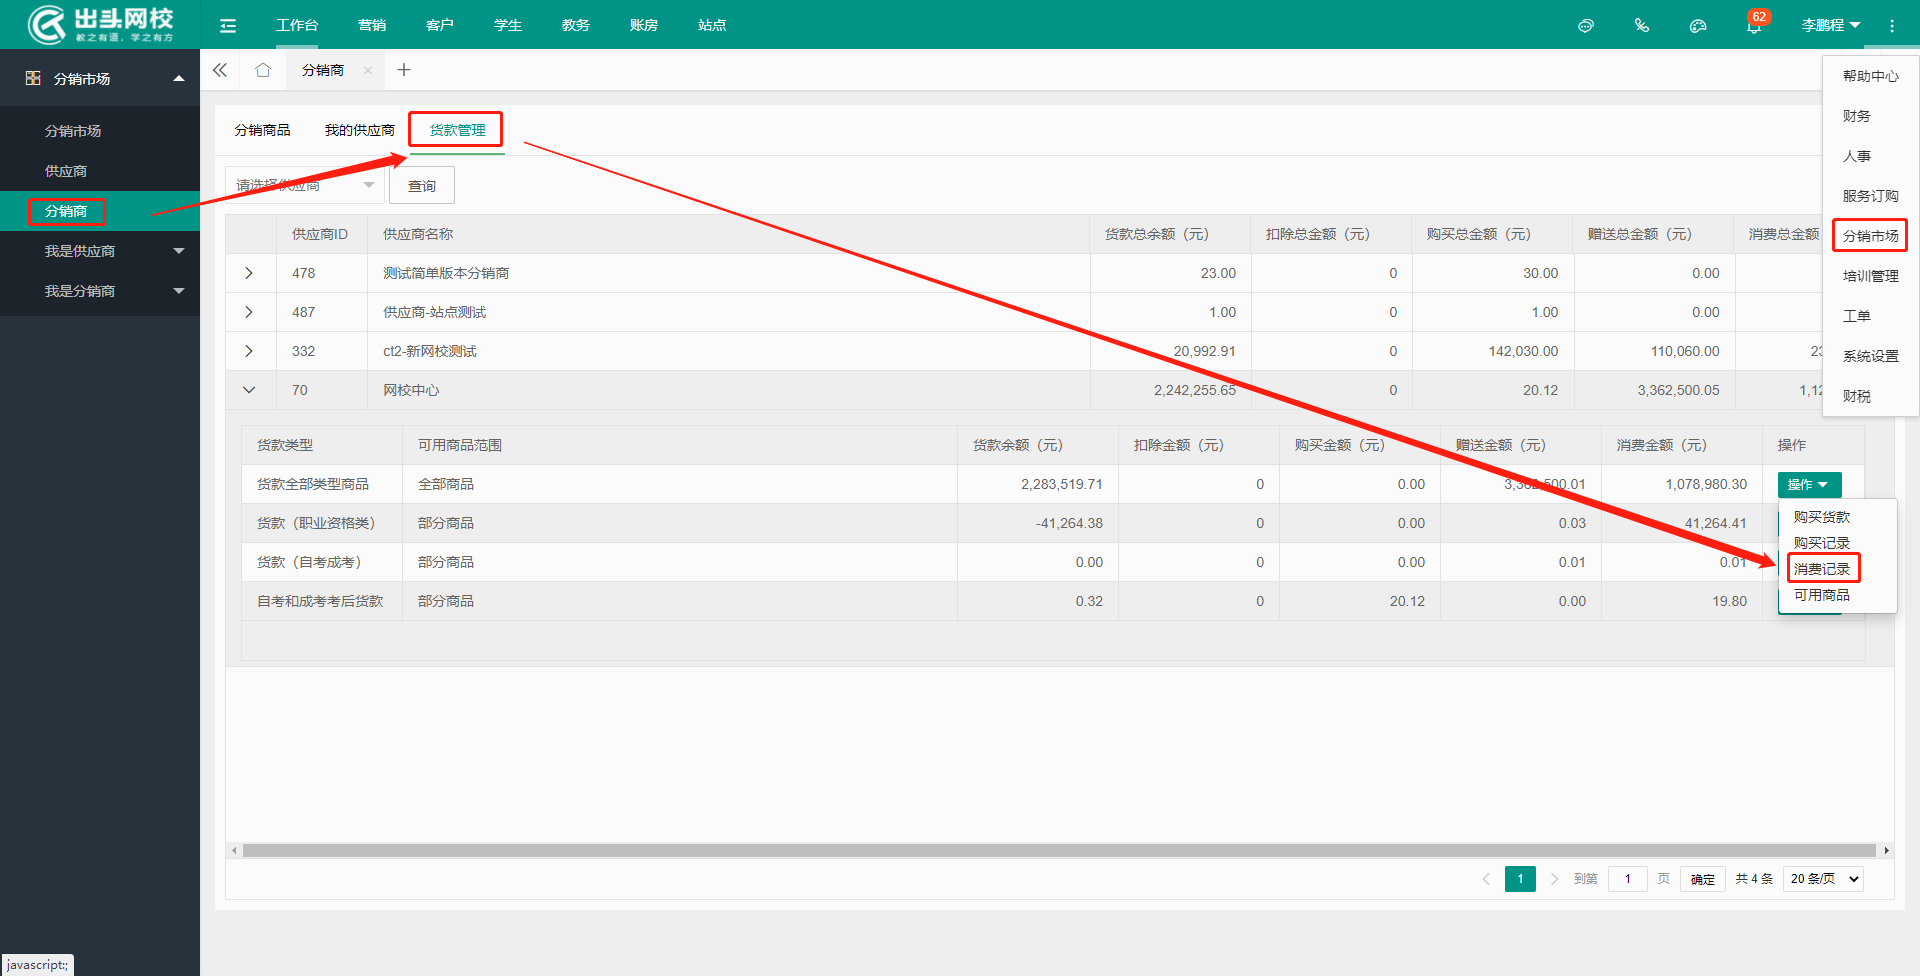 出头网校
教之有道，学之有方
工作台 营销 客户 学生 教务 账房 站点
62
李鹏程
分销市场
分销市场
供应商
分销商
我是供应商
我是分销商
分销商 × +
帮助中心
财务
人事
服务订购
分销市场
培训管理
工单
系统设置
财税
分销商品 我的供应商 货款管理
请选择供应商 查询
供应商ID 供应商名称 货款总余额（元） 扣除总金额（元） 购买总金额（元） 赠送总金额（元） 消费总金额
478 测试简单版本分销商 23.00 0 30.00 0.00
487 供应商-站点测试 1.00 0 1.00 0.00
332 ct2-新网校测试 20,992.91 0 142,030.00 110,060.00 23
70 网校中心 2,242,255.65 0 20.12 3,362,500.05 1,12
货款类型 可用商品范围 货款余额（元） 扣除金额（元） 购买金额（元） 赠送金额（元） 消费金额（元） 操作
货款全部类型商品 全部商品 2,283,519.71 0 0.00 3,362,500.01 1,078,980.30 操作
货款（职业资格类） 部分商品 -41,264.38 0 0.00 0.03 41,264.41
货款（自考成考） 部分商品 0.00 0 0.00 0.01 0.01
自考和成考考后货款 部分商品 0.32 0 20.12 0.00 19.80
购买货款
购买记录
消费记录
可用商品
1 到第 1 页 确定 共 4 条 20 条/页
javascript:;